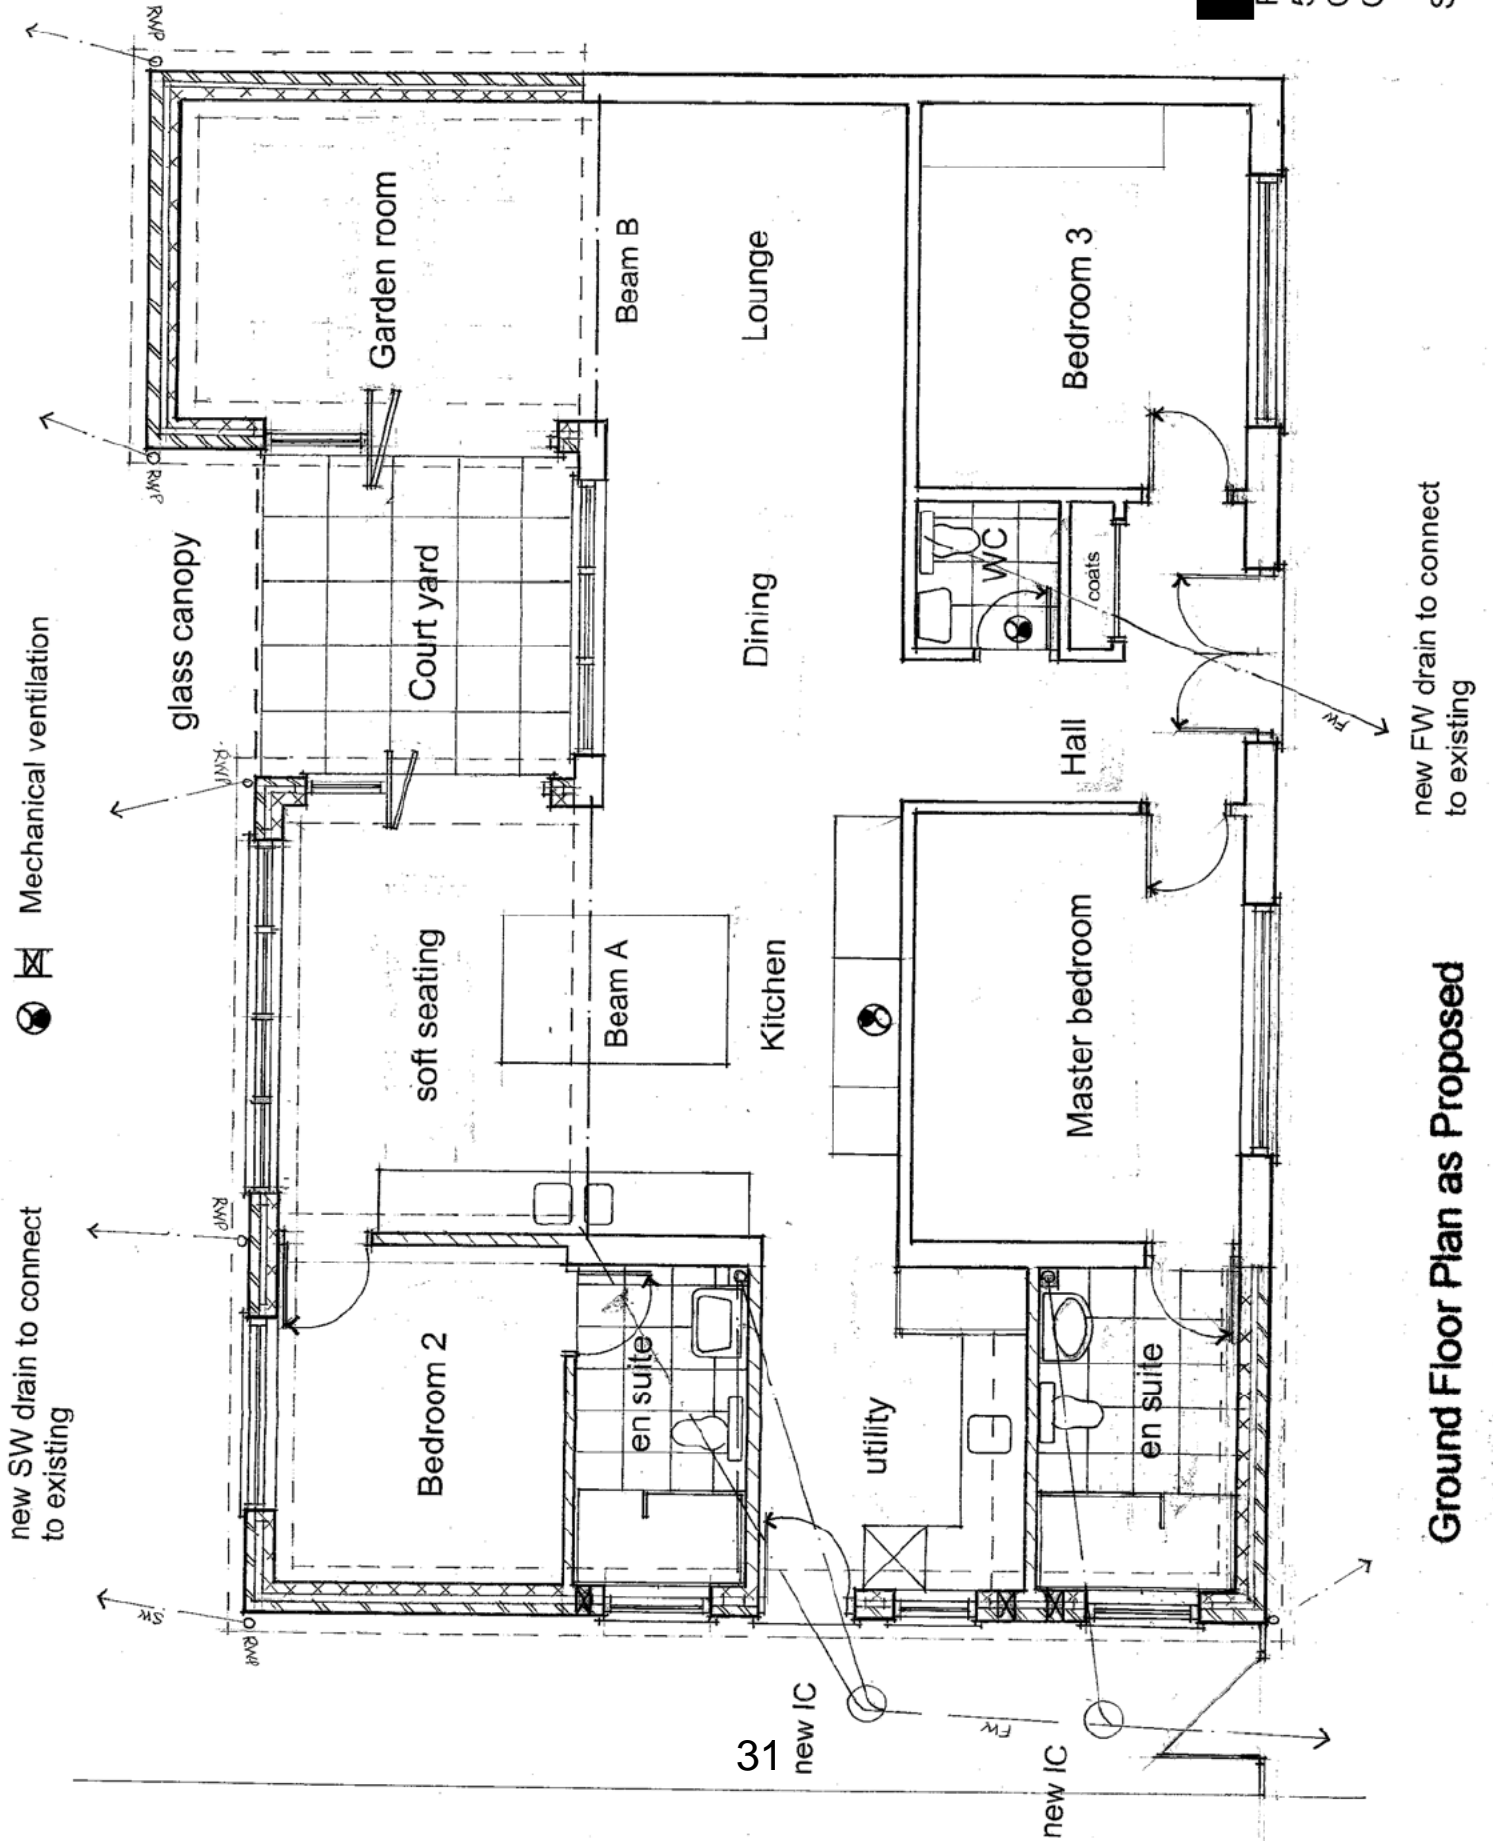 new SW drain to connect
to existing
Mechanical ventilation
RWP
RWP
RWP
RWP
RWP
SW
glass canopy
Garden room
Court yard
soft seating
Bedroom 2
Beam B
Beam A
en suite
Lounge
Dining
Kitchen
utility
WC
coats
Hall
Bedroom 3
Master bedroom
en suite
new IC
new IC
FW
FW
new FW drain to connect
to existing
Ground Floor Plan as Proposed
31